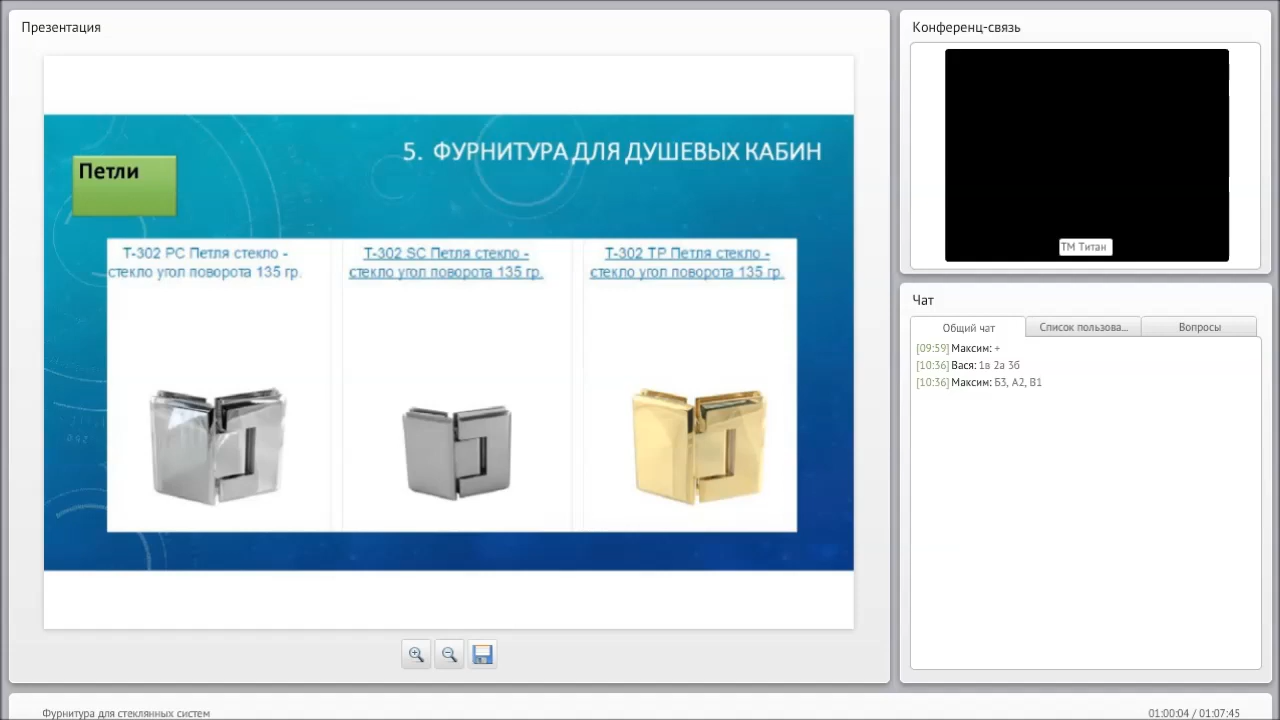 Презентация
5. ФУРНИТУРА ДЛЯ ДУШЕВЫХ КАБИН
Петли
Т-302 PC Петля стекло -
стекло угол поворота 135 гр.
Т-302 SC Петля стекло -
стекло угол поворота 135 гр.
Т-302 TP Петля стекло -
стекло угол поворота 135 гр.
Конференц-связь
ТМ Титан
Чат
Общий чат
Список пользова...
Вопросы
[09:59] Максим: +
[10:36] Вася: 1в 2а 3б
[10:36] Максим: Б3, А2, В1
Фурнитура для стеклянных систем
01:00:04 / 01:07:45